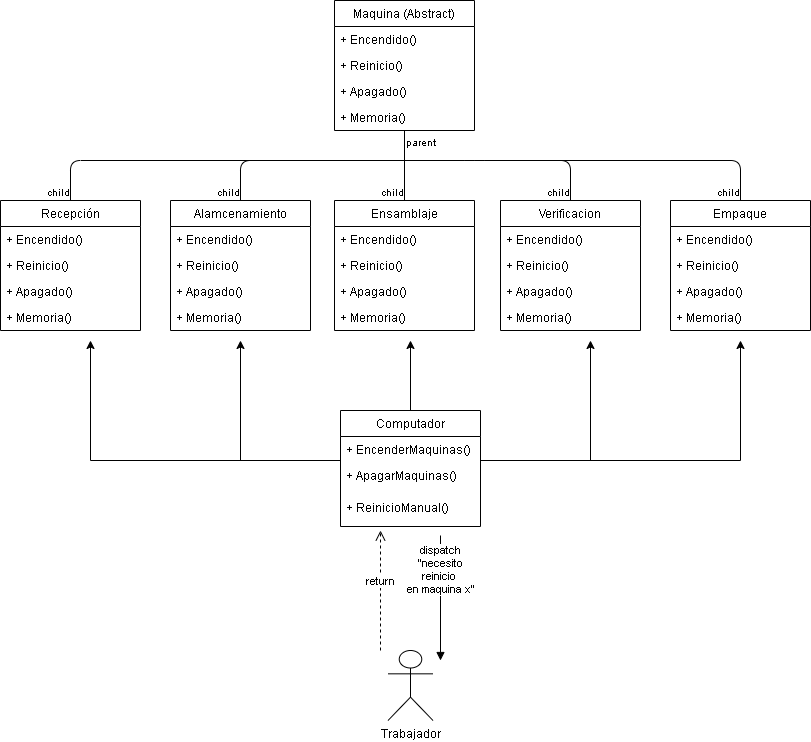 Maquina (Abstract)
+ Encendido()
+ Reinicio()
+ Apagado()
+ Memoria()
parent
child
child
child
child
child
Recepción
+ Encendido()
+ Reinicio()
+ Apagado()
+ Memoria()
Alamcenamiento
+ Encendido()
+ Reinicio()
+ Apagado()
+ Memoria()
Ensamblaje
+ Encendido()
+ Reinicio()
+ Apagado()
+ Memoria()
Verificacion
+ Encendido()
+ Reinicio()
+ Apagado()
+ Memoria()
Empaque
+ Encendido()
+ Reinicio()
+ Apagado()
+ Memoria()
Computador
+ EncenderMaquinas()
+ ApagarMaquinas()
+ ReinicioManual()
return
dispatch
"necesito
reinicio
en maquina x"
Trabajador